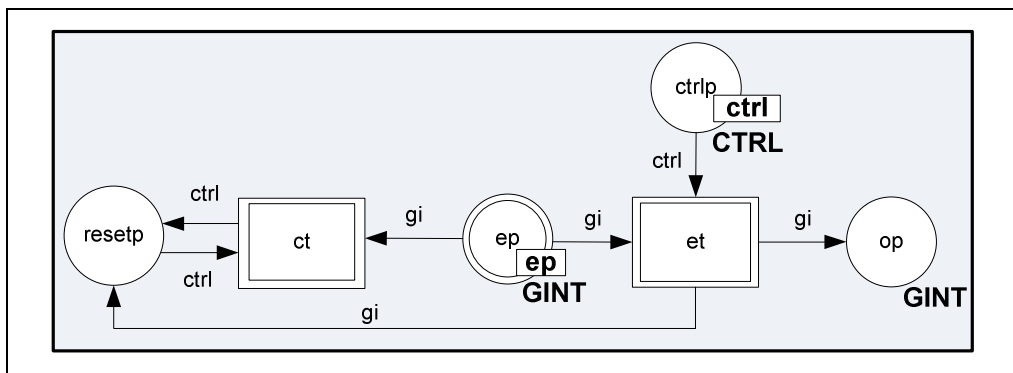 ctrlp
ctrl
CTRL
ctrl
ctrl
resetp
ct
gi
ep
ep
GINT
gi
et
gi
op
GINT
ctrl
gi